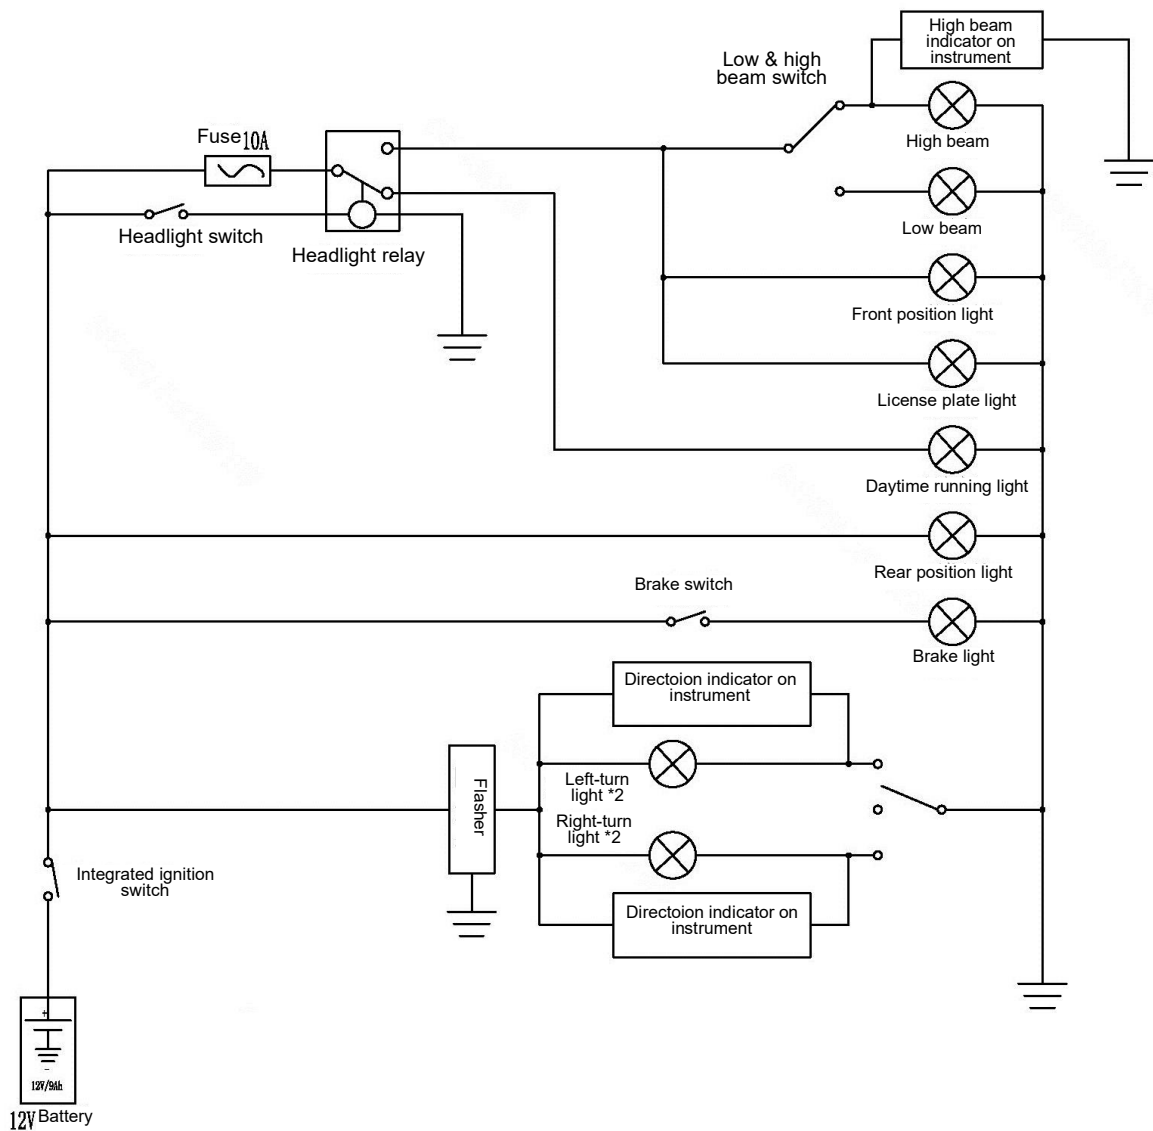 High beam
indicator on
instrument
Low & high
beam switch
Fuse 10A
High beam
Headlight switch
Headlight relay
Low beam
Front position light
License plate light
Daytime running light
Rear position light
Brake switch
Brake light
Directoion indicator on
instrument
Left-turn
light *2
Flasher
Right-turn
light *2
Integrated ignition
switch
Directoion indicator on
instrument
+
12V/9Ah
12V Battery